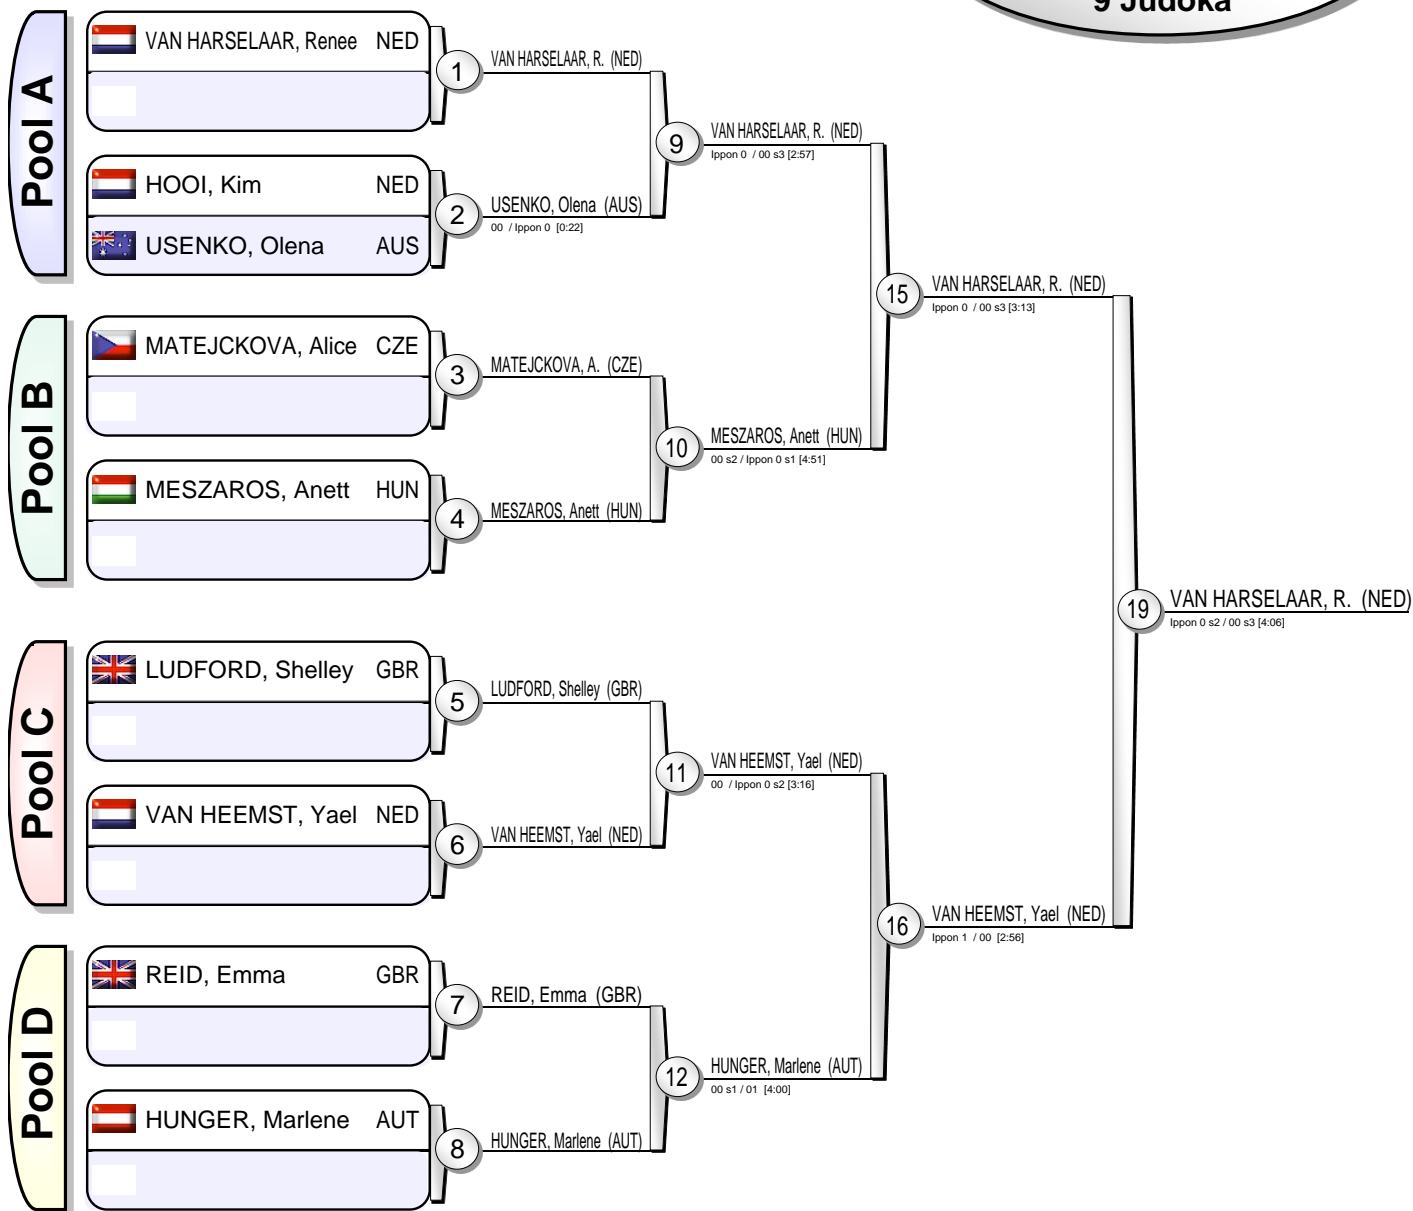 9 Judoka
Pool A
VAN HARSELAAR, Renee NED
1
VAN HARSELAAR, R. (NED)
HOOI, Kim NED
USENKO, Olena AUS
2
USENKO, Olena (AUS)
00 / Ippon 0 [0:22]
9
VAN HARSELAAR, R. (NED)
Ippon 0 / 00 s3 [2:57]
Pool B
MATEJCKOVA, Alice CZE
3
MATEJCKOVA, A. (CZE)
MESZAROS, Anett HUN
4
MESZAROS, Anett (HUN)
10
MESZAROS, Anett (HUN)
00 s2 / Ippon 0 s1 [4:51]
15
VAN HARSELAAR, R. (NED)
Ippon 0 / 00 s3 [3:13]
Pool C
LUDFORD, Shelley GBR
5
LUDFORD, Shelley (GBR)
VAN HEEMST, Yael NED
6
VAN HEEMST, Yael (NED)
11
VAN HEEMST, Yael (NED)
00 / Ippon 0 s2 [3:16]
Pool D
REID, Emma GBR
7
REID, Emma (GBR)
HUNGER, Marlene AUT
8
HUNGER, Marlene (AUT)
12
HUNGER, Marlene (AUT)
00 s1 / 01 [4:00]
16
VAN HEEMST, Yael (NED)
Ippon 1 / 00 [2:56]
19
VAN HARSELAAR, R. (NED)
Ippon 0 s2 / 00 s3 [4:06]